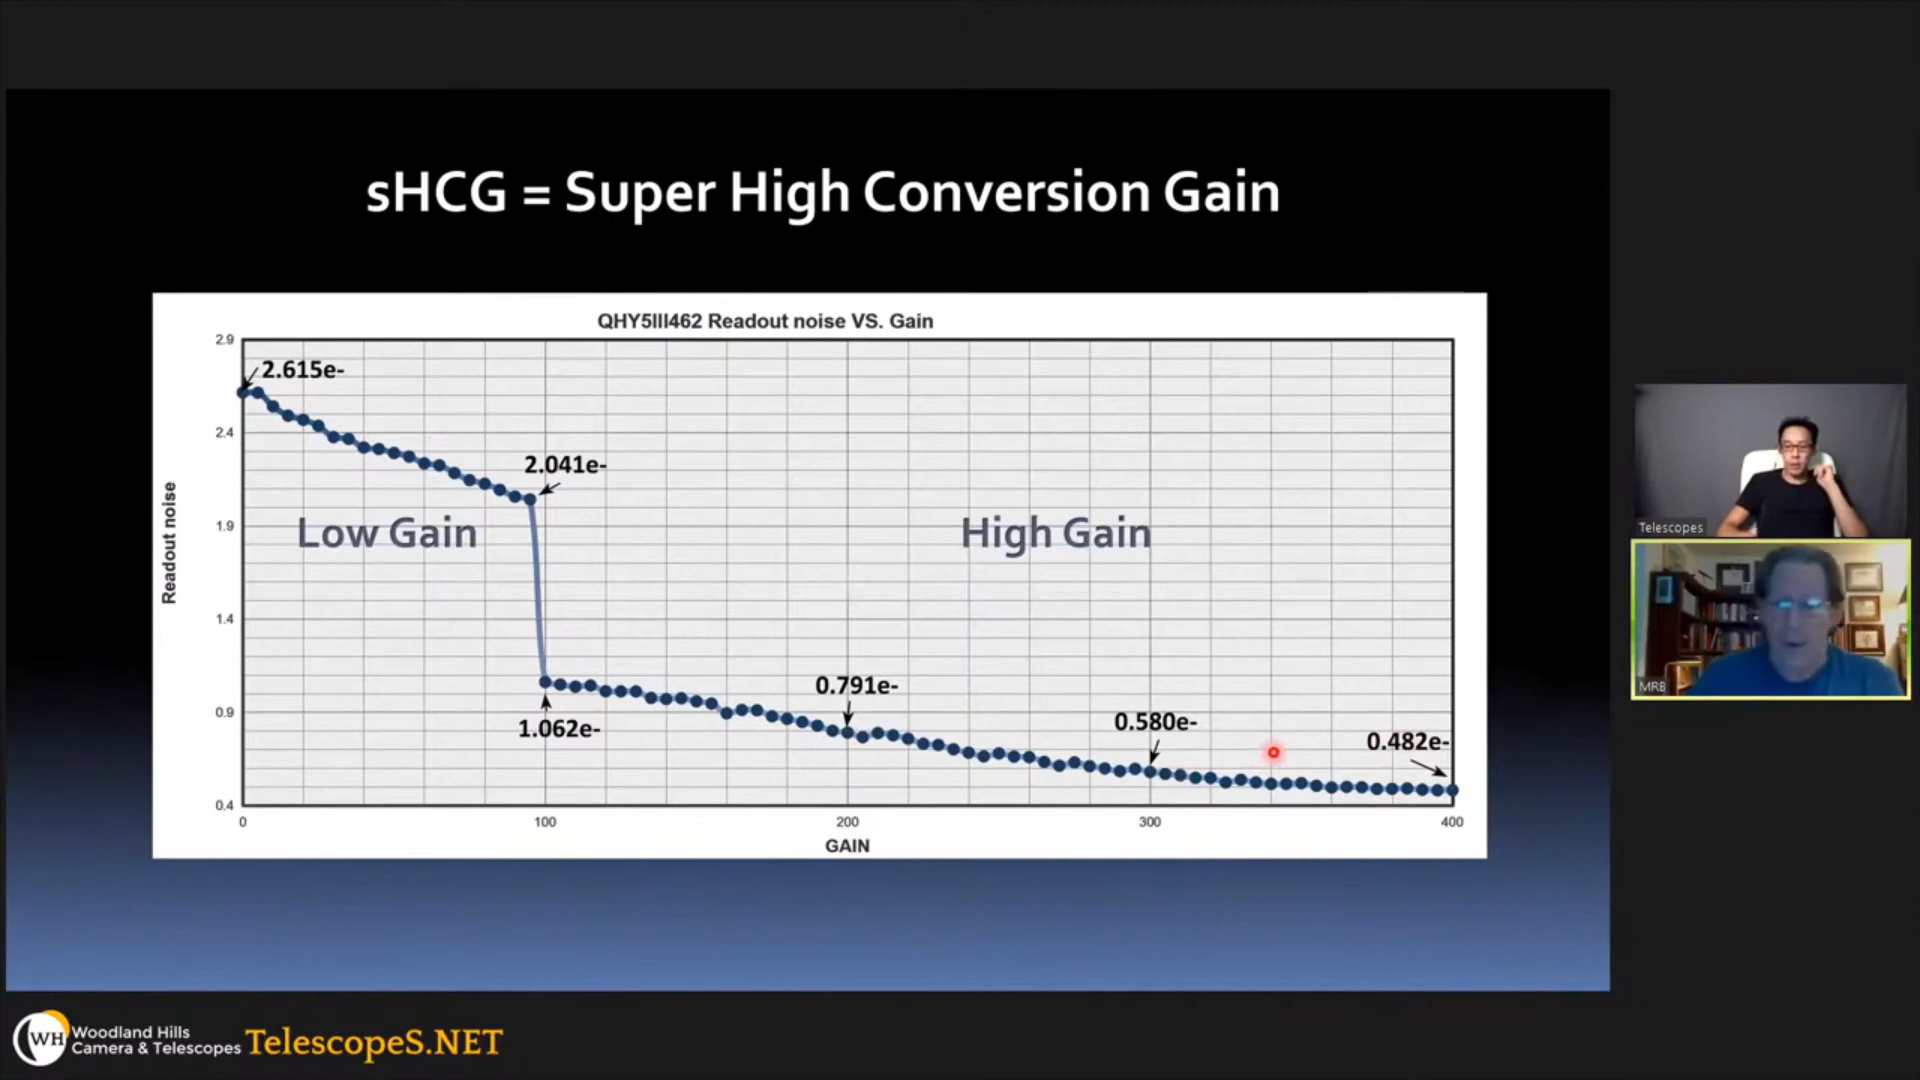 sHCG = Super High Conversion Gain
QHY5III462 Readout noise VS. Gain
2.9
2.615e-
2.4
2.041e-
Low Gain
High Gain
1.9
Readout noise
1.4
0.791e-
0.9
1.062e-
0.580e-
0.482e-
0.4
0
100
200
300
400
GAIN
Telescopes
MRB
WH
Woodland Hills
Camera & Telescopes
TelescopeS.NET